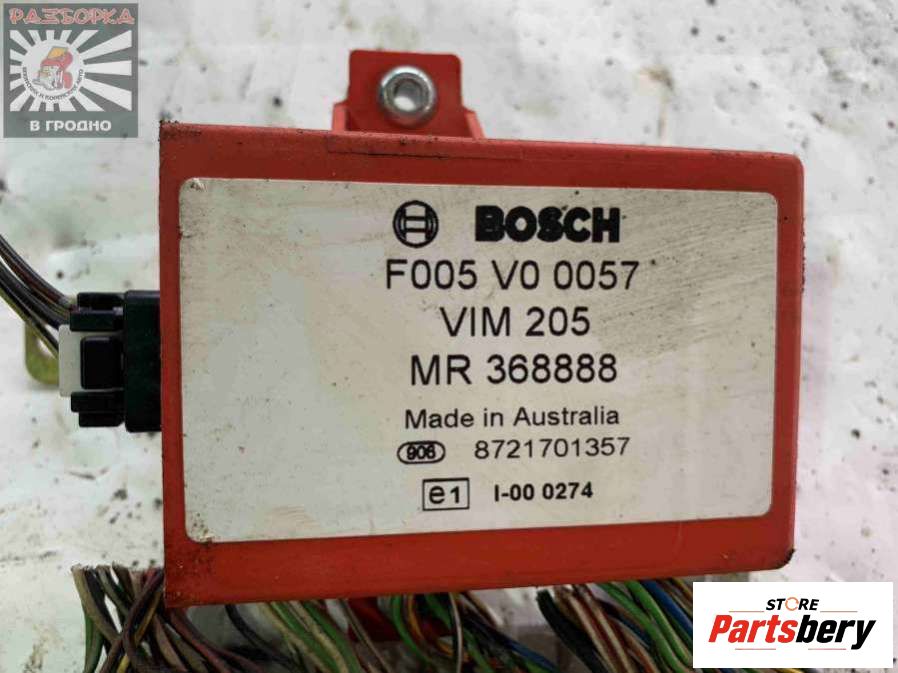 РАЗБОРКА
В ГРОДНО
BOSCH
F005 V0 0057
VIM 205
MR 368888
Made in Australia
906 8721701357
e1 I-00 0274
STORE
Partsbery